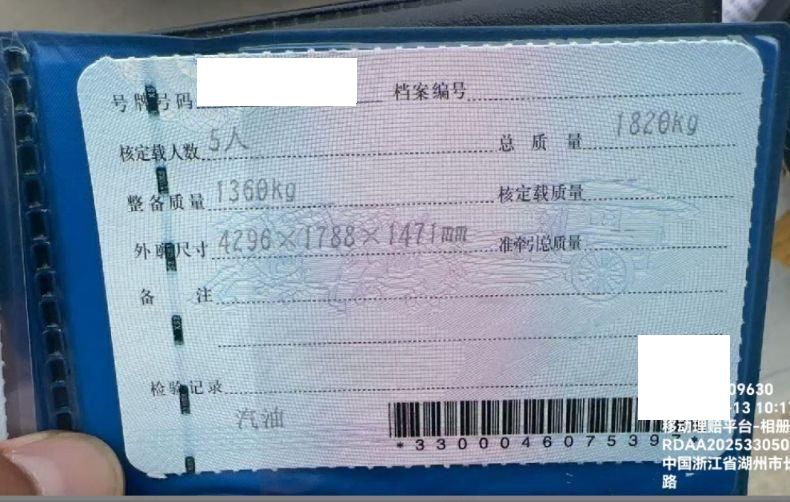 号牌号码 档案编号
核定载人数 5人 总质量 1820kg
整备质量 1360kg 核定载质量
外廓尺寸 4296×1788×1471mm 准牵引总质量
备注
检验记录
汽油
09630
-13 10:1
移动理赔平台-相册
RDAA202533050
中国浙江省湖州市长
路